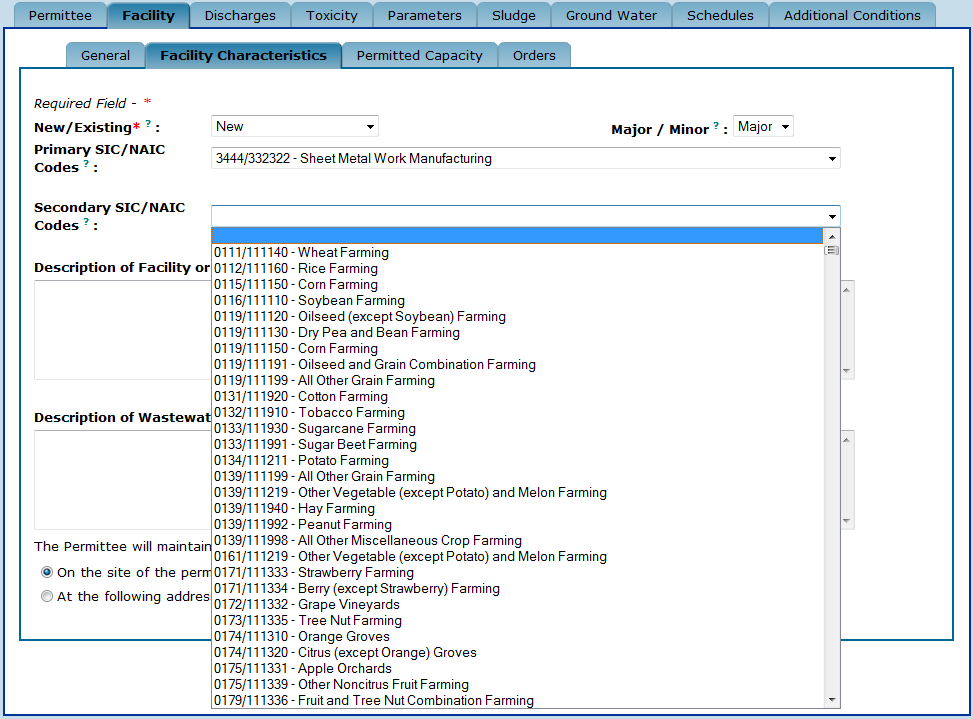 Permittee Facility Discharges Toxicity Parameters Sludge Ground Water Schedules Additional Conditions
General Facility Characteristics Permitted Capacity Orders
Required Field - *
New/Existing* ? : New Major / Minor ? : Major
Primary SIC/NAIC
Codes ? : 3444/332322 - Sheet Metal Work Manufacturing
Secondary SIC/NAIC
Codes ? :
0111/111140 - Wheat Farming
Description of Facility or 0112/111160 - Rice Farming
0115/111150 - Corn Farming
0116/111110 - Soybean Farming
0119/111120 - Oilseed (except Soybean) Farming
0119/111130 - Dry Pea and Bean Farming
0119/111150 - Corn Farming
0119/111191 - Oilseed and Grain Combination Farming
0119/111199 - All Other Grain Farming
0131/111920 - Cotton Farming
0132/111910 - Tobacco Farming
Description of Wastewat 0133/111930 - Sugarcane Farming
0133/111991 - Sugar Beet Farming
0134/111211 - Potato Farming
0139/111199 - All Other Grain Farming
0139/111219 - Other Vegetable (except Potato) and Melon Farming
0139/111940 - Hay Farming
0139/111992 - Peanut Farming
The Permittee will maintain 0139/111998 - All Other Miscellaneous Crop Farming
0161/111219 - Other Vegetable (except Potato) and Melon Farming
On the site of the perm 0171/111333 - Strawberry Farming
0171/111334 - Berry (except Strawberry) Farming
At the following addres 0172/111332 - Grape Vineyards
0173/111335 - Tree Nut Farming
0174/111310 - Orange Groves
0174/111320 - Citrus (except Orange) Groves
0175/111331 - Apple Orchards
0175/111339 - Other Noncitrus Fruit Farming
0179/111336 - Fruit and Tree Nut Combination Farming